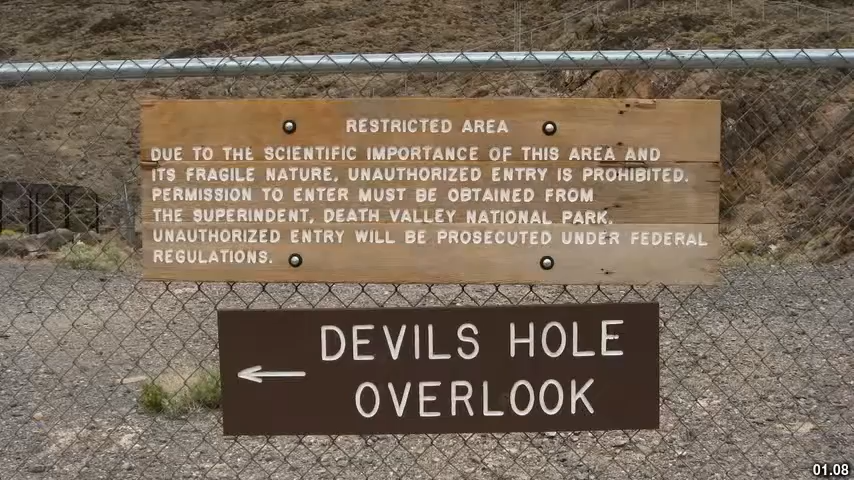 RESTRICTED AREA
DUE TO THE SCIENTIFIC IMPORTANCE OF THIS AREA AND
ITS FRAGILE NATURE, UNAUTHORIZED ENTRY IS PROHIBITED.
PERMISSION TO ENTER MUST BE OBTAINED FROM
THE SUPERINDENT, DEATH VALLEY NATIONAL PARK.
UNAUTHORIZED ENTRY WILL BE PROSECUTED UNDER FEDERAL
REGULATIONS.
DEVILS HOLE
OVERLOOK
01.08